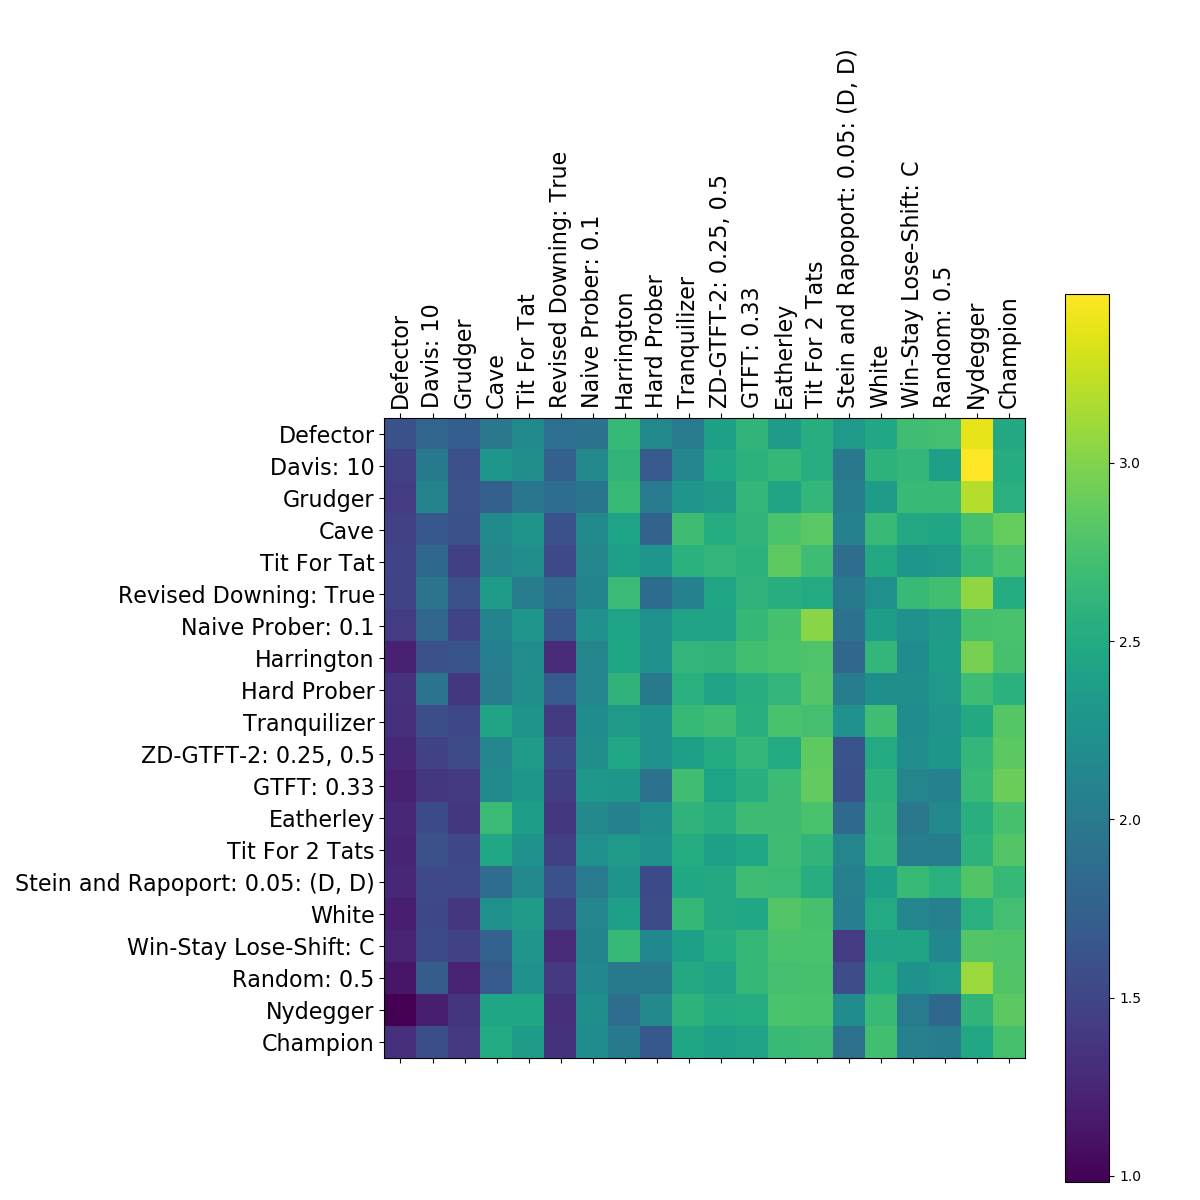 Defector
Davis: 10
Grudger
Cave
Tit For Tat
Revised Downing: True
Naive Prober: 0.1
Harrington
Hard Prober
Tranquilizer
ZD-GTFT-2: 0.25, 0.5
GTFT: 0.33
Eatherley
Tit For 2 Tats
Stein and Rapoport: 0.05: (D, D)
White
Win-Stay Lose-Shift: C
Random: 0.5
Nydegger
Champion
Defector
Davis: 10
Grudger
Cave
Tit For Tat
Revised Downing: True
Naive Prober: 0.1
Harrington
Hard Prober
Tranquilizer
ZD-GTFT-2: 0.25, 0.5
GTFT: 0.33
Eatherley
Tit For 2 Tats
Stein and Rapoport: 0.05: (D, D)
White
Win-Stay Lose-Shift: C
Random: 0.5
Nydegger
Champion
3.0
2.5
2.0
1.5
1.0